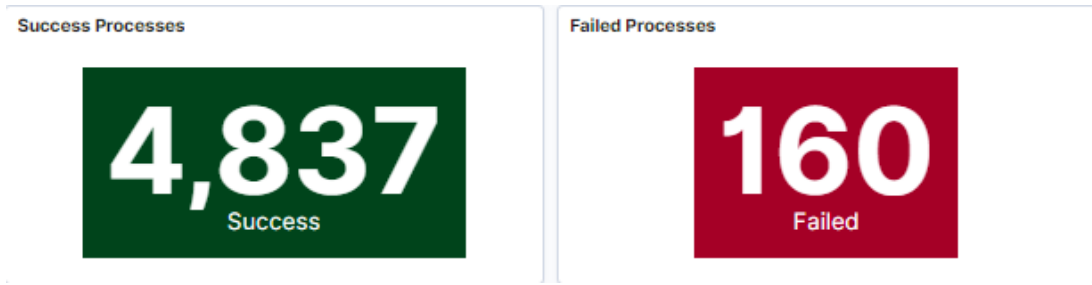 Success Processes
4,837
Success
Failed Processes
160
Failed